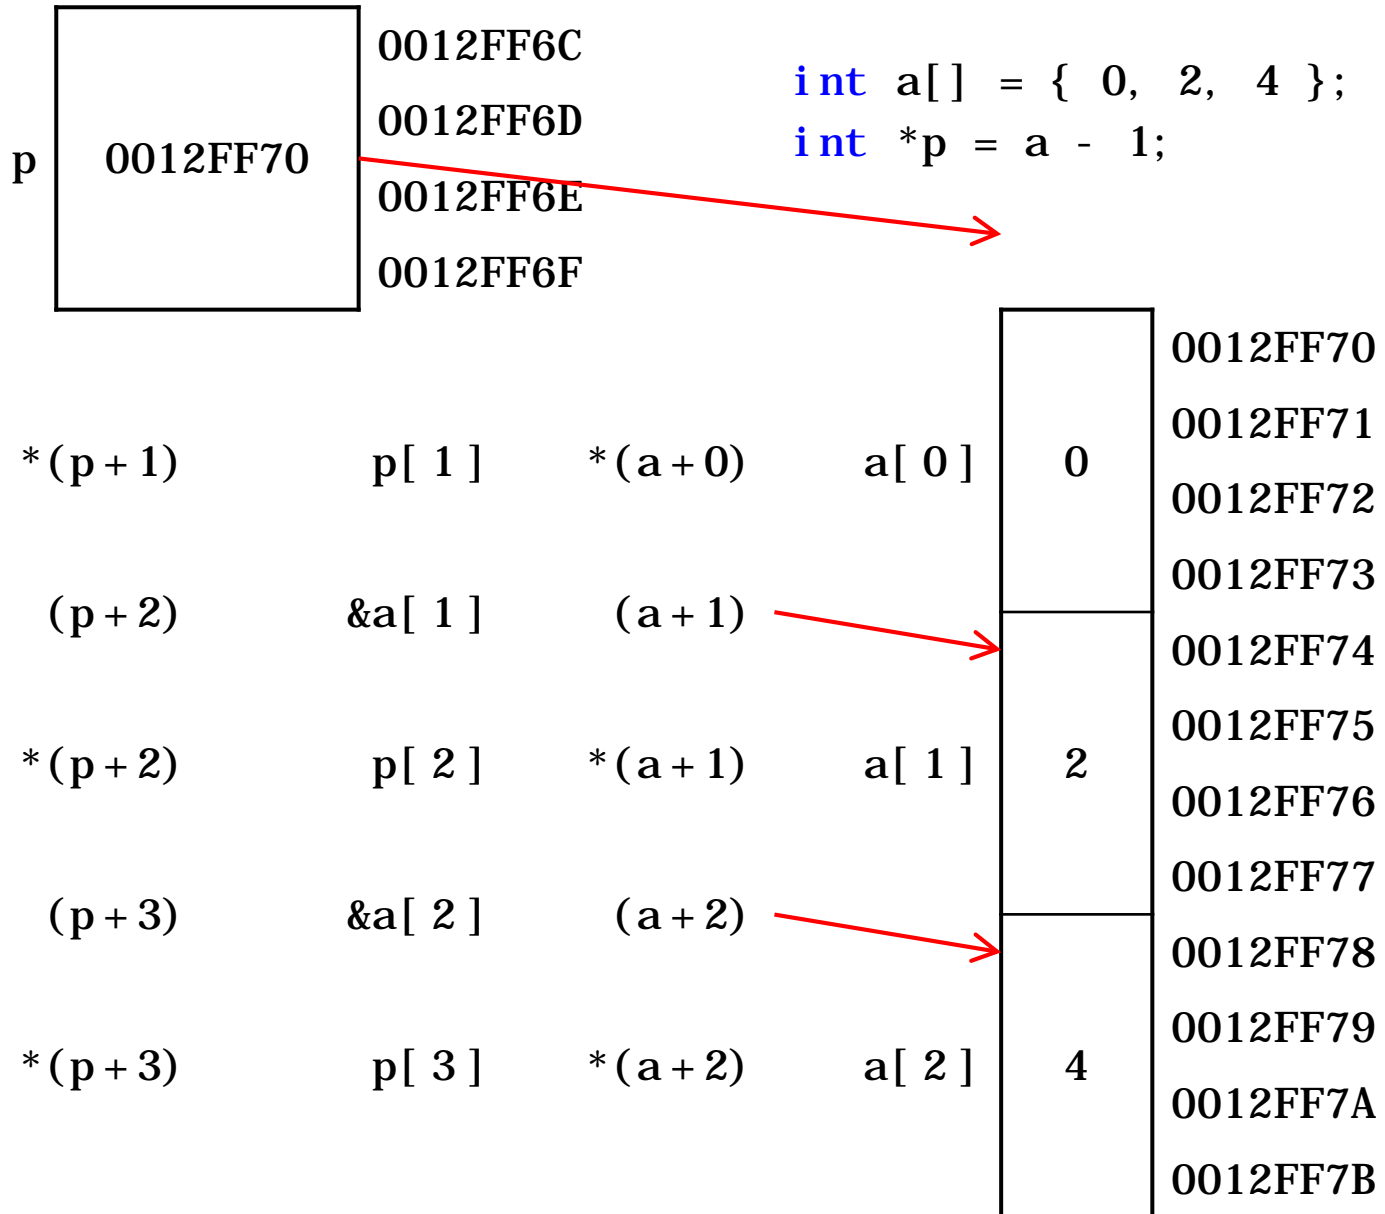 0012FF6C
int a[] = { 0, 2, 4 };
0012FF6D
int *p = a - 1;
p 0012FF70
0012FF6E
0012FF6F
0012FF70
0012FF71
*(p+1) p[1] *(a+0) a[0] 0
0012FF72
0012FF73
(p+2) &a[1] (a+1)
0012FF74
0012FF75
*(p+2) p[2] *(a+1) a[1] 2
0012FF76
0012FF77
(p+3) &a[2] (a+2)
0012FF78
0012FF79
*(p+3) p[3] *(a+2) a[2] 4
0012FF7A
0012FF7B